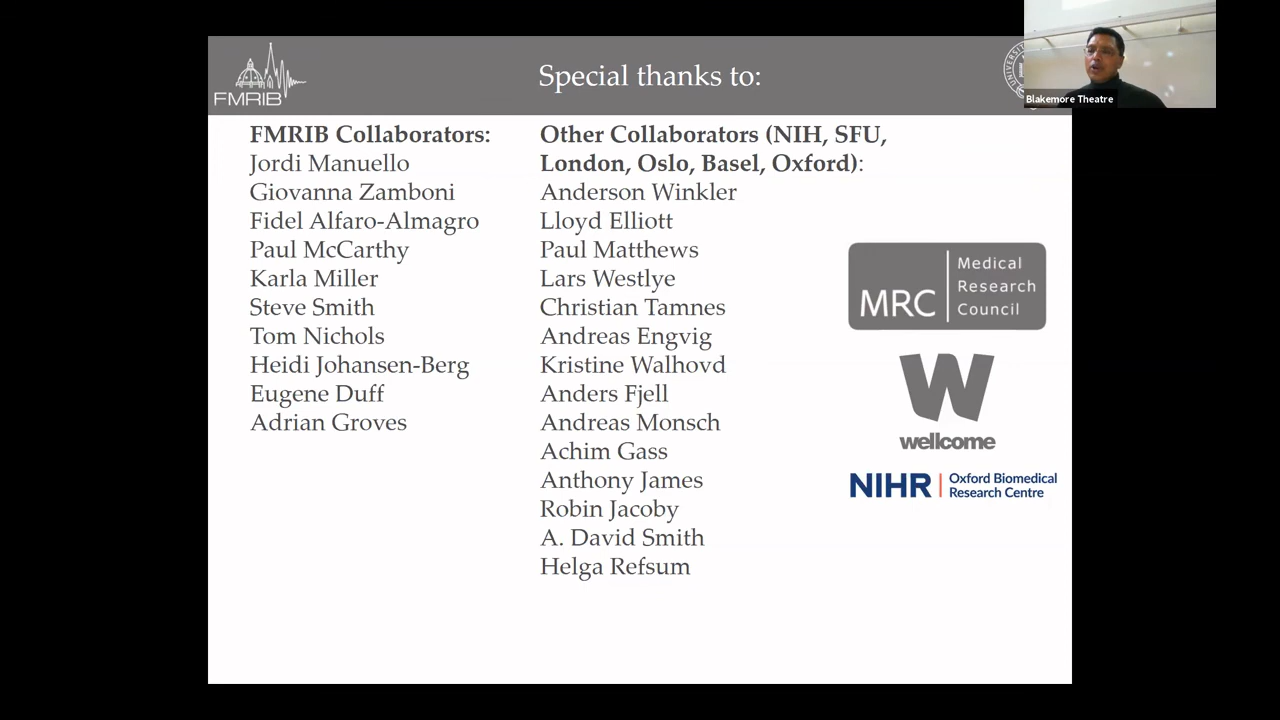 FMRIB
Special thanks to:
Blakemore Theatre
FMRIB Collaborators:
Jordi Manuello
Giovanna Zamboni
Fidel Alfaro-Almagro
Paul McCarthy
Karla Miller
Steve Smith
Tom Nichols
Heidi Johansen-Berg
Eugene Duff
Adrian Groves
Other Collaborators (NIH, SFU,
London, Oslo, Basel, Oxford):
Anderson Winkler
Lloyd Elliott
Paul Matthews
Lars Westlye
Christian Tamnes
Andreas Engvig
Kristine Walhovd
Anders Fjell
Andreas Monsch
Achim Gass
Anthony James
Robin Jacoby
A. David Smith
Helga Refsum
MRC
Medical
Research
Council
W
wellcome
NIHR
Oxford Biomedical
Research Centre